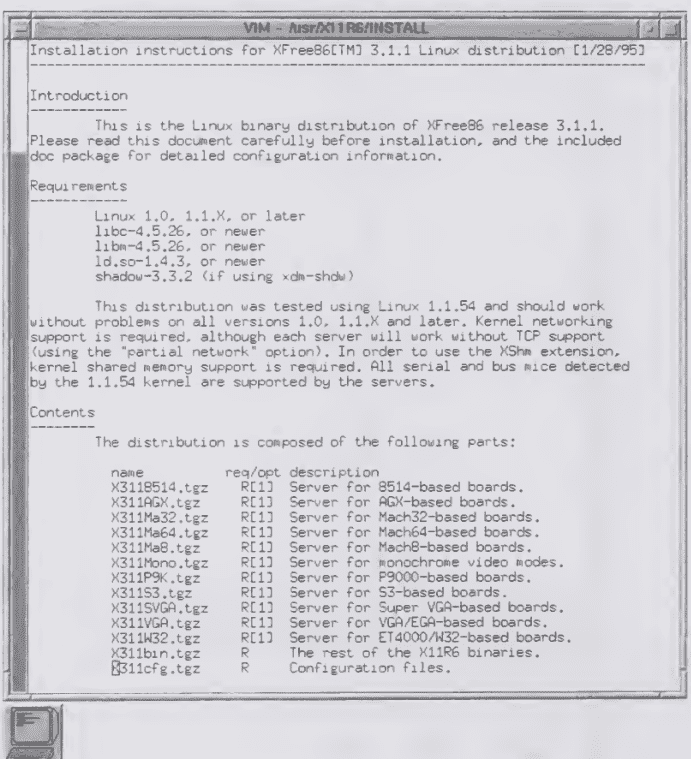 VIM - /usr/X11R6/INSTALL
Installation instructions for XFree86[TM] 3.1.1 Linux distribution [1/28/95]
----------------------------------------------------------------------------
Introduction
------------
This is the Linux binary distribution of XFree86 release 3.1.1.
Please read this document carefully before installation, and the included
doc package for detailed configuration information.
Requirements
------------
Linux 1.0, 1.1.X, or later
libc-4.5.26, or newer
libm-4.5.26, or newer
ld.so-1.4.3, or newer
shadow-3.3.2 (if using xdm-shdw)
This distribution was tested using Linux 1.1.54 and should work
without problems on all versions 1.0, 1.1.X and later. Kernel networking
support is required, although each server will work without TCP support
(using the "partial network" option). In order to use the XShm extension,
kernel shared memory support is required. All serial and bus mice detected
by the 1.1.54 kernel are supported by the servers.
Contents
--------
The distribution is composed of the following parts:
name req/opt description
X3118514.tgz R[1] Server for 8514-based boards.
X311AGX.tgz R[1] Server for AGX-based boards.
X311Ma32.tgz R[1] Server for Mach32-based boards.
X311Ma64.tgz R[1] Server for Mach64-based boards.
X311Ma8.tgz R[1] Server for Mach8-based boards.
X311Mono.tgz R[1] Server for monochrome video modes.
X311P9K.tgz R[1] Server for P9000-based boards.
X311S3.tgz R[1] Server for S3-based boards.
X311SVGA.tgz R[1] Server for Super VGA-based boards.
X311VGA.tgz R[1] Server for VGA/EGA-based boards.
X311W32.tgz R[1] Server for ET4000/W32-based boards.
X311bin.tgz R The rest of the X11R6 binaries.
X311cfg.tgz R Configuration files.